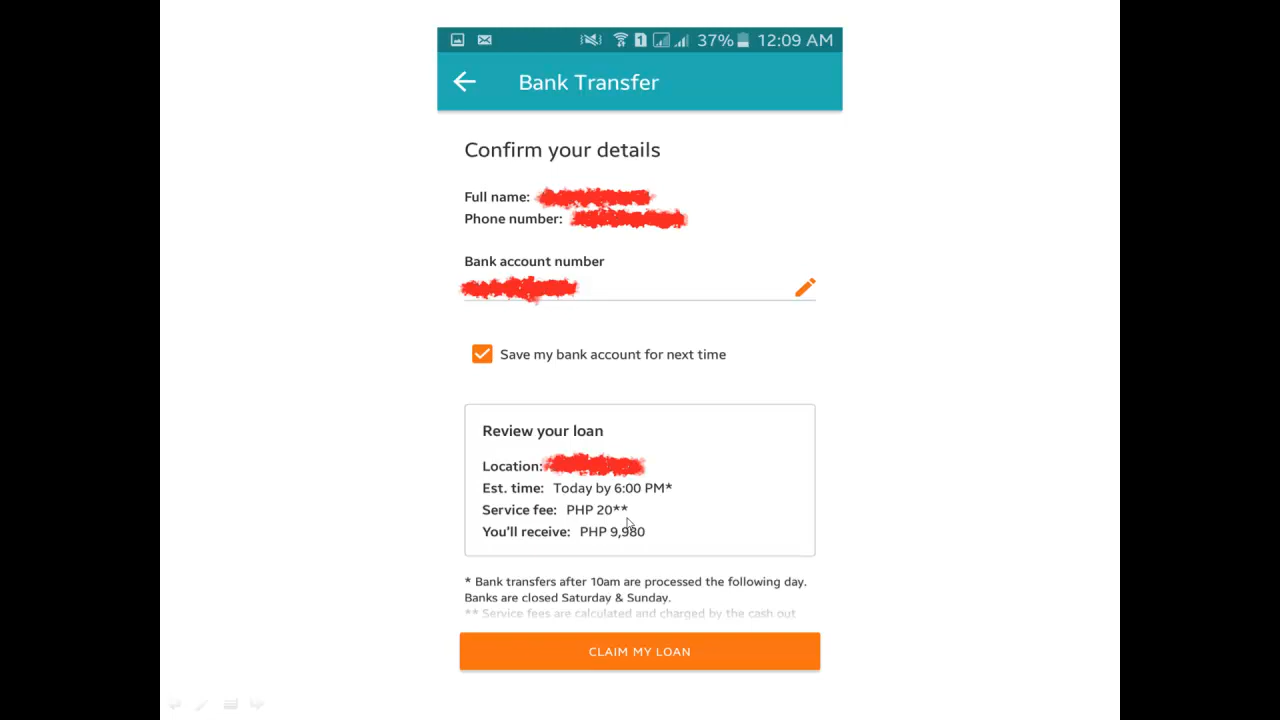 37% 12:09 AM
Bank Transfer
Confirm your details
Full name:
Phone number:
Bank account number
Save my bank account for next time
Review your loan
Location:
Est. time: Today by 6:00 PM*
Service fee: PHP 20**
You'll receive: PHP 9,980
* Bank transfers after 10am are processed the following day.
Banks are closed Saturday & Sunday.
** Service fees are calculated and charged by the cash out
CLAIM MY LOAN